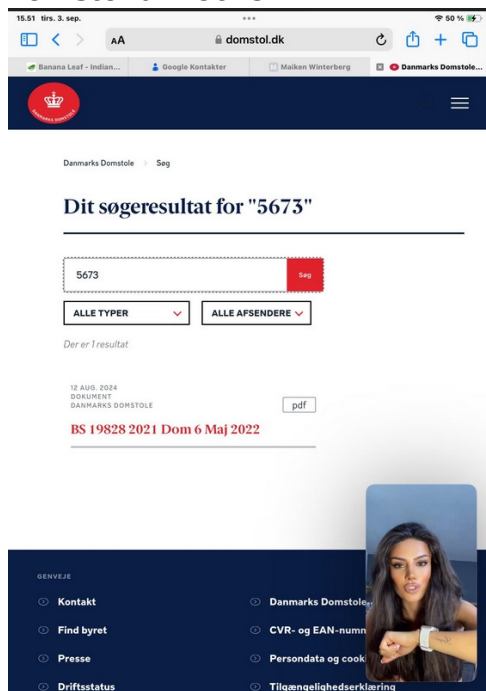 15.51 tirs. 3. sep.
50 %
AA
domstol.dk
Banana Leaf - Indian...
Google Kontakter
Maiken Winterberg
Danmarks Domstole...
Danmarks Domstole > Søg
Dit søgeresultat for "5673"
5673
Søg
ALLE TYPER
ALLE AFSENDERE
Der er 1 resultat
12 AUG. 2024
DOKUMENT
DANMARKS DOMSTOLE
pdf
BS 19828 2021 Dom 6 Maj 2022
GENVEJE
Kontakt
Danmarks Domstole
Find byret
CVR- og EAN-numm
Presse
Persondata og cooki
Driftsstatus
Tilgængelighedserklæring